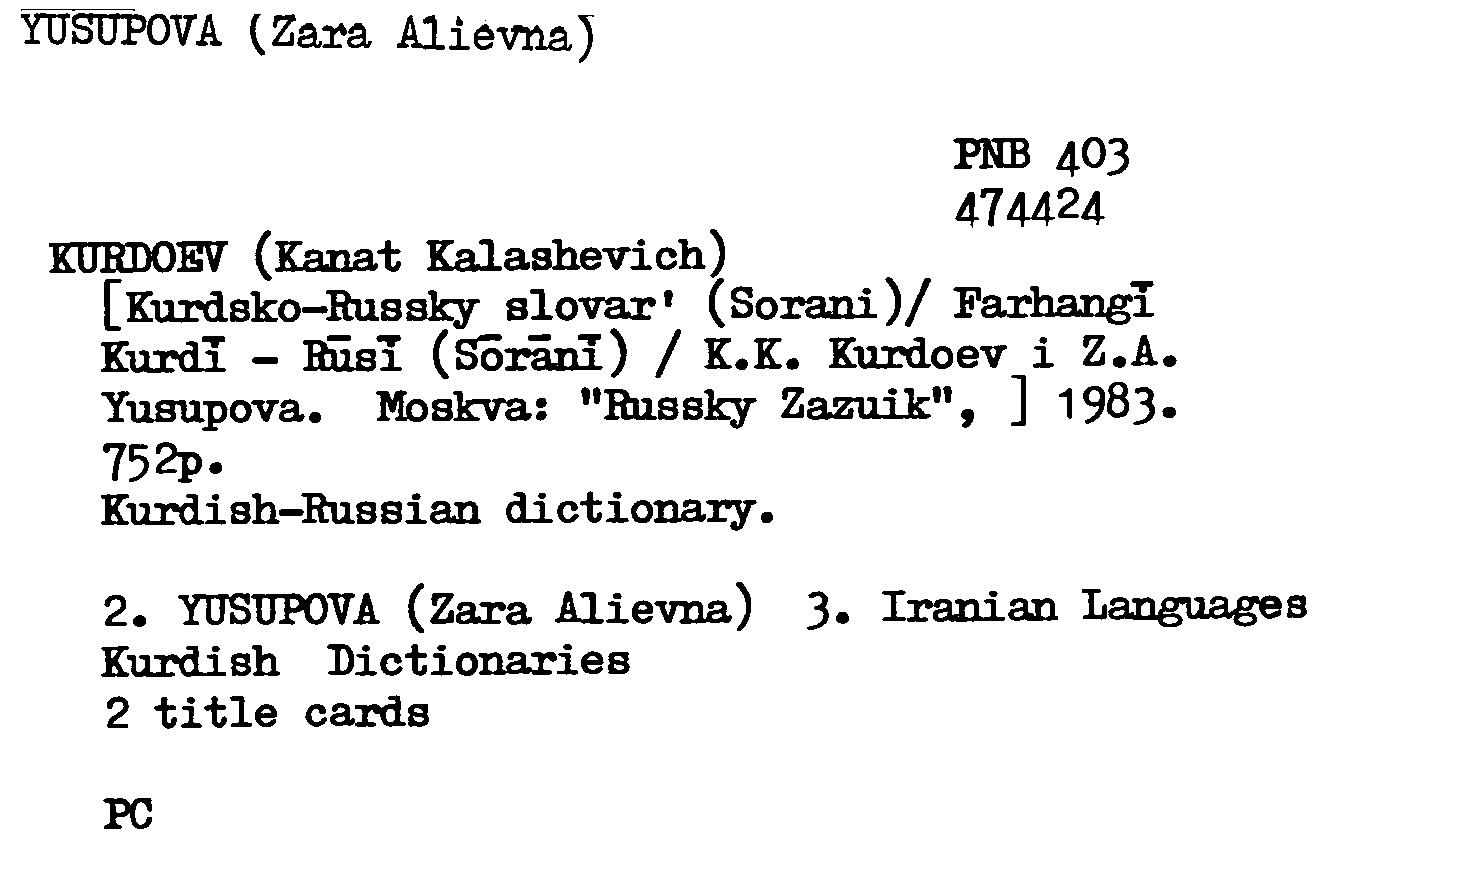 YUSUPOVA (Zara Alievna)
PNB 403
474424
KURDOEV (Kanat Kalashevich)
[Kurdsko-Russky slovar' (Sorani)/ Farhangī
Kurdī - Rūsī (Sōrānī) / K.K. Kurdoev i Z.A.
Yusupova. Moskva: "Russky Zazuik", ] 1983.
752p.
Kurdish-Russian dictionary.
2. YUSUPOVA (Zara Alievna) 3. Iranian Languages
Kurdish Dictionaries
2 title cards
PC